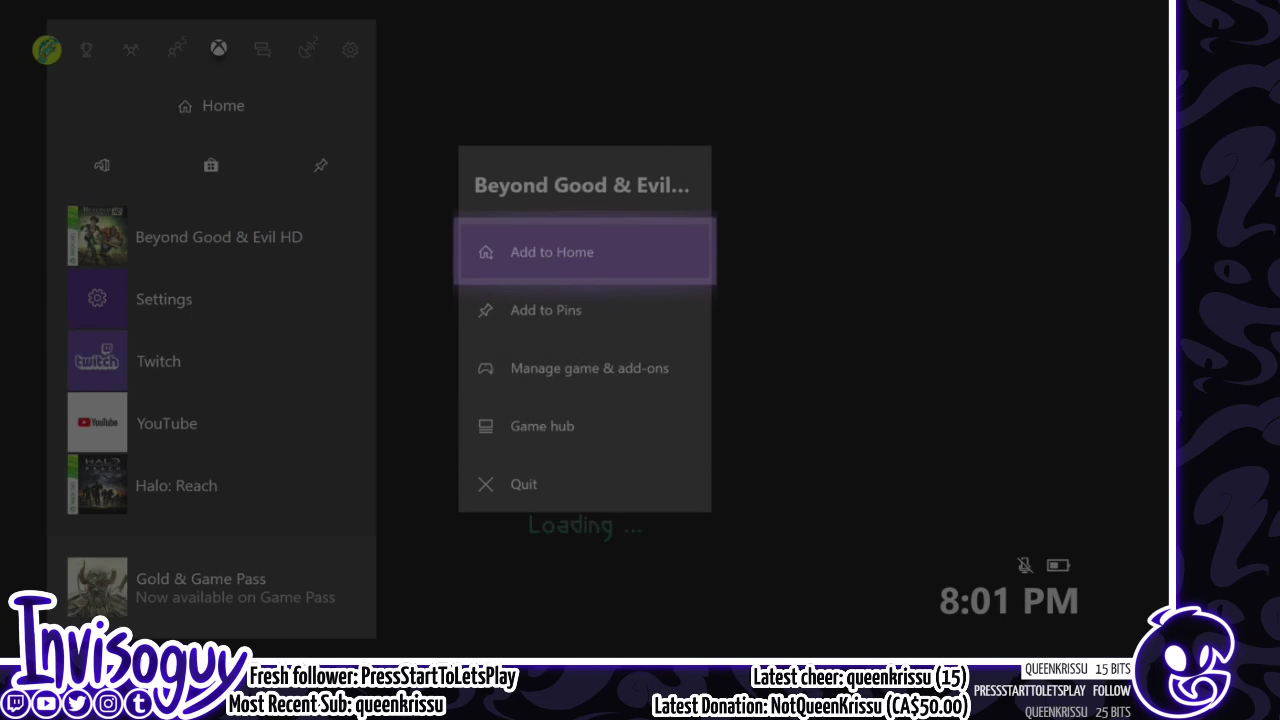 5
2
Home
Beyond Good & Evil HD
Settings
twitch
Twitch
YouTube
YouTube
HALO
REACH
Halo: Reach
Gold & Game Pass
Now available on Game Pass
Beyond Good & Evil...
Add to Home
Add to Pins
Manage game & add-ons
Game hub
Quit
Loading ...
8:01 PM
Invisoguy
Fresh follower: PressStartToLetsPlay
Most Recent Sub: queenkrissu
Latest cheer: queenkrissu (15)
Latest Donation: NotQueenKrissu (CA$50.00)
QUEENKRISSU 15 BITS
PRESSSTARTTOLETSPLAY FOLLOW
QUEENKRISSU 25 BITS